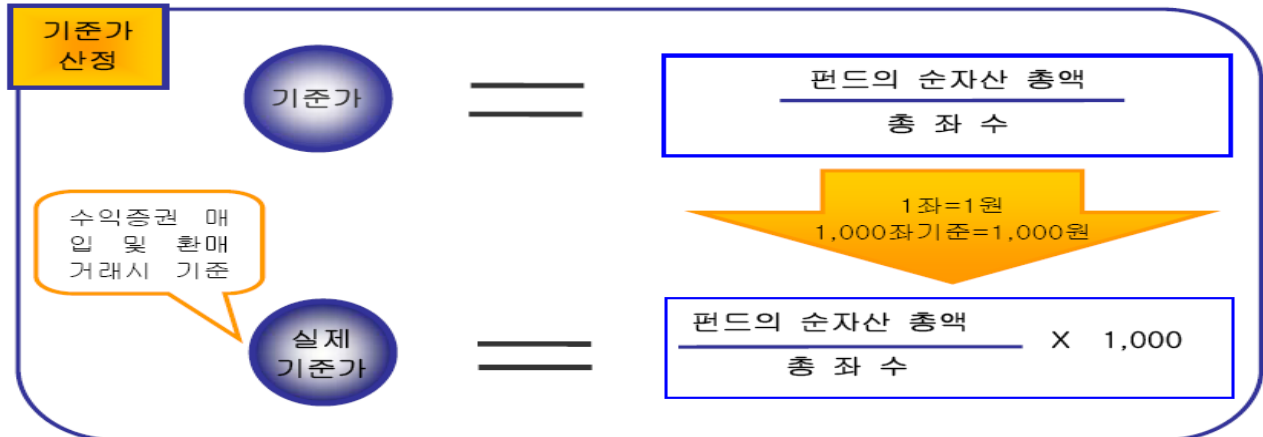 기준가
산정
기준가
펀드의 순자산 총액
총 좌 수
1좌=1원
1,000좌기준=1,000원
수익증권 매
입 및 환매
거래시 기준
실제
기준가
펀드의 순자산 총액
총 좌 수
X 1,000